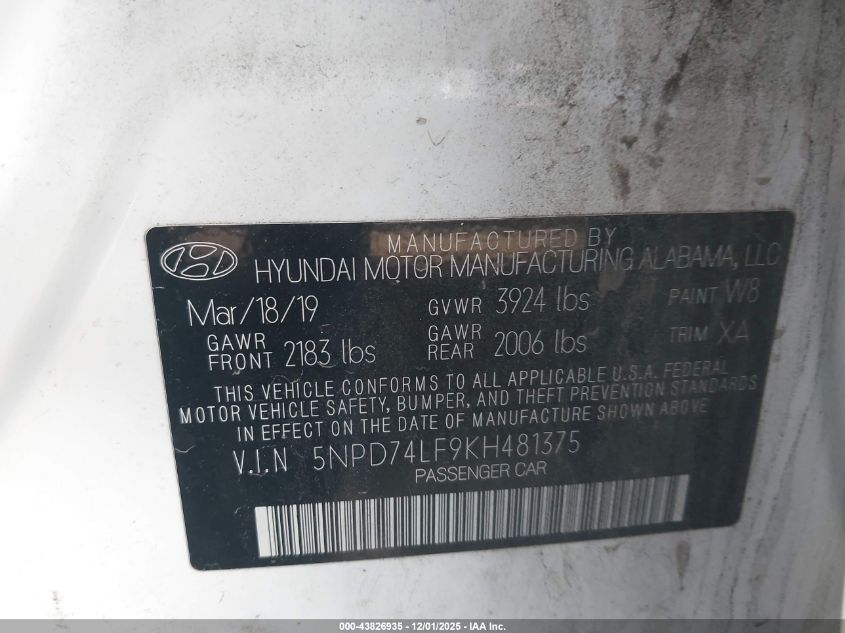 MANUFACTURED BY
HYUNDAI MOTOR MANUFACTURING ALABAMA, LLC
Mar/18/19 GVWR 3924 lbs PAINT W8
GAWR FRONT 2183 lbs GAWR REAR 2006 lbs TRIM XA
THIS VEHICLE CONFORMS TO ALL APPLICABLE U.S.A. FEDERAL
MOTOR VEHICLE SAFETY, BUMPER, AND THEFT PREVENTION STANDARDS
IN EFFECT ON THE DATE OF MANUFACTURE SHOWN ABOVE
V.I.N 5NPD74LF9KH481375
PASSENGER CAR
000-43826935 - 12/01/2025 - IAA Inc.